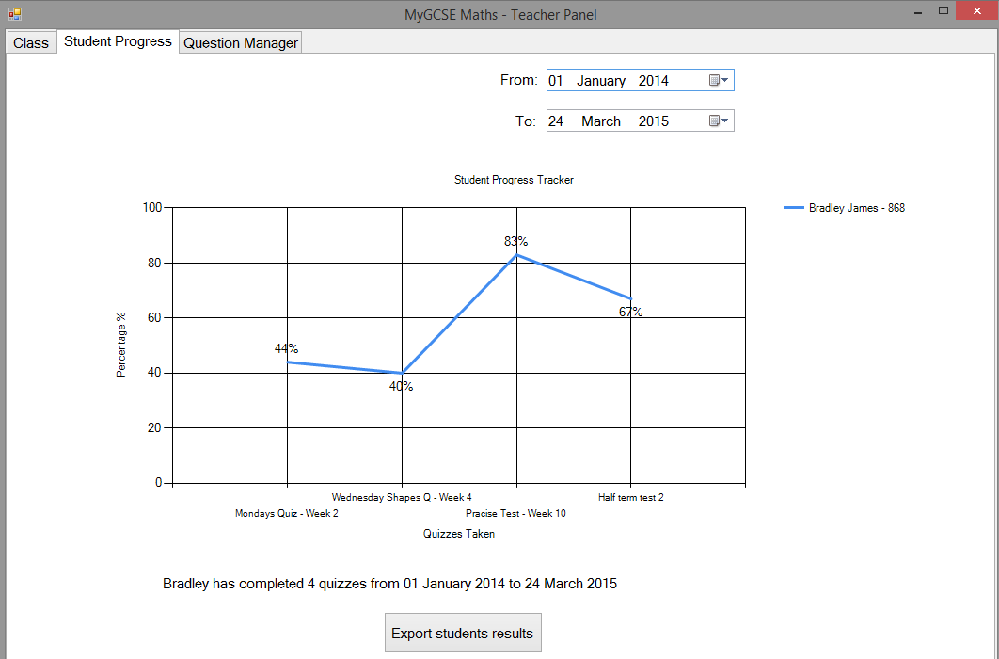 MyGCSE Maths - Teacher Panel
Class Student Progress Question Manager
From: 01 January 2014
To: 24 March 2015
Student Progress Tracker
Bradley James - 868
Percentage %
100
80
60
40
20
0
44%
40%
83%
67%
Wednesday Shapes Q - Week 4 Half term test 2
Mondays Quiz - Week 2 Pracise Test - Week 10
Quizzes Taken
Bradley has completed 4 quizzes from 01 January 2014 to 24 March 2015
Export students results